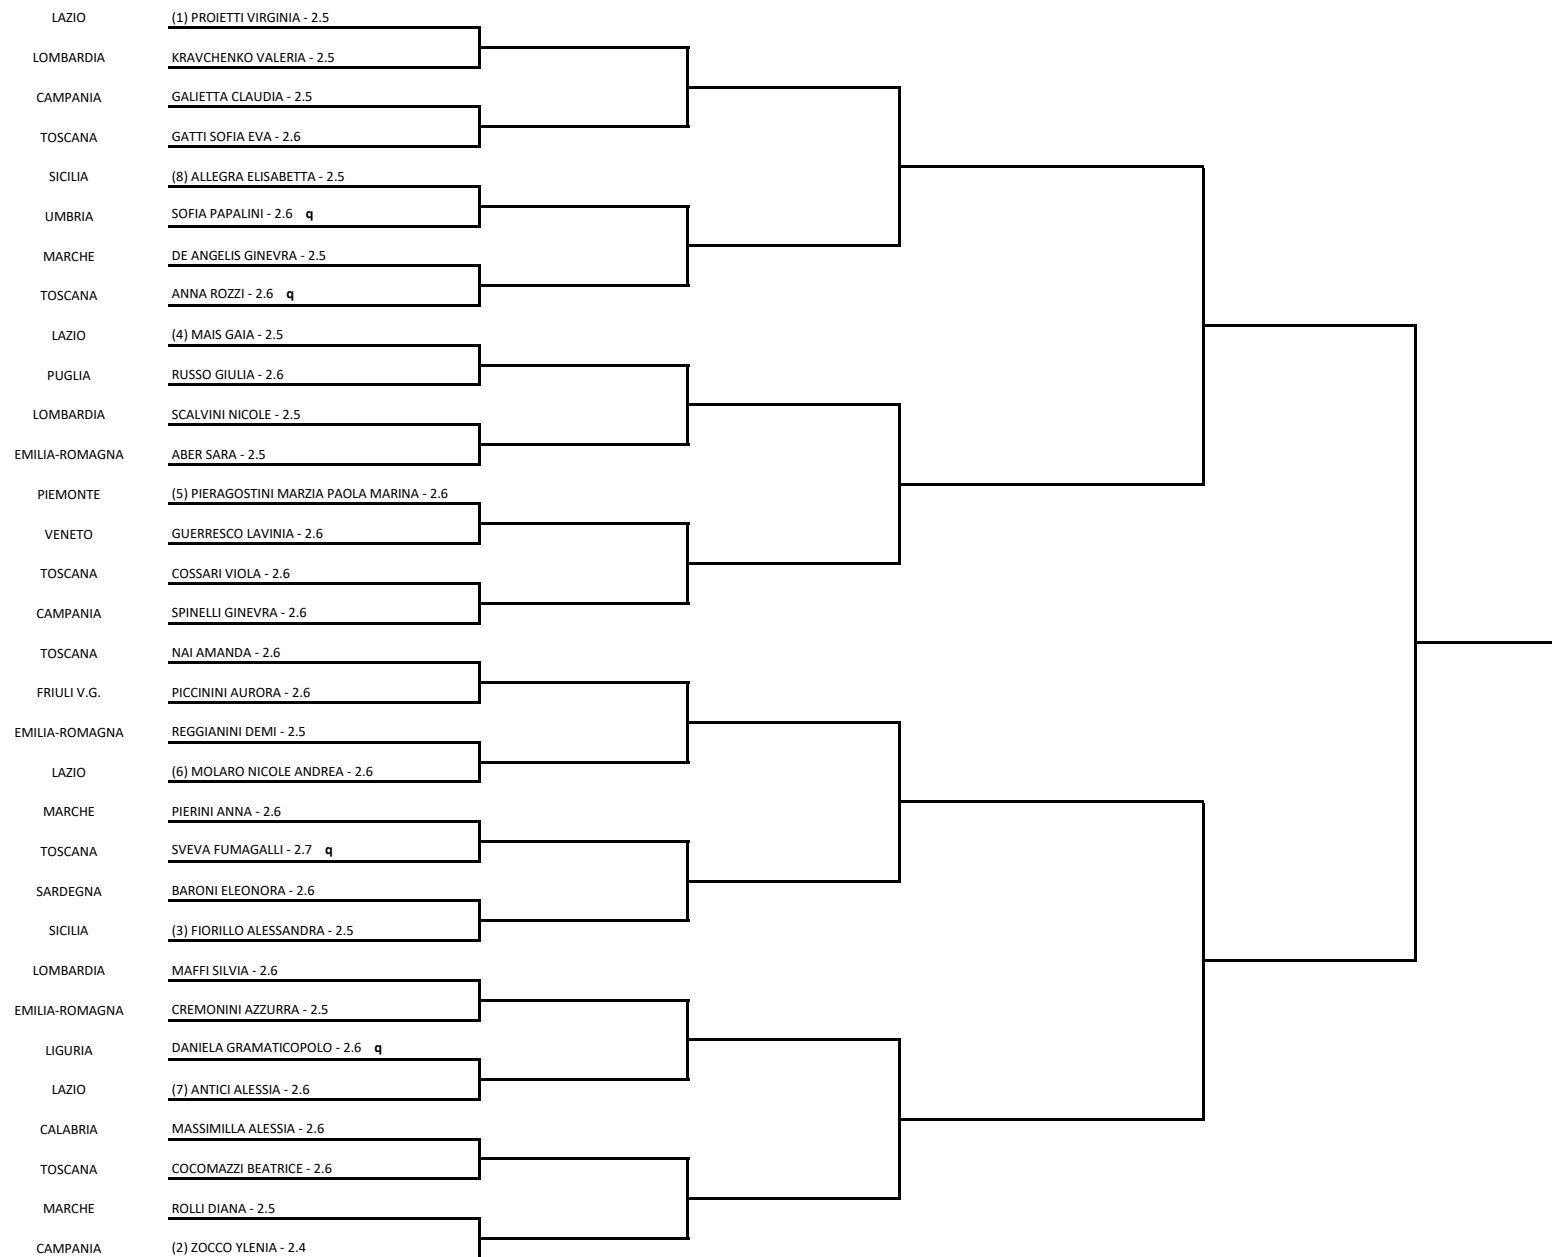 LAZIO (1) PROIETTI VIRGINIA - 2.5
LOMBARDIA KRAVCHENKO VALERIA - 2.5
CAMPANIA GALIETTA CLAUDIA - 2.5
TOSCANA GATTI SOFIA EVA - 2.6
SICILIA (8) ALLEGRA ELISABETTA - 2.5
UMBRIA SOFIA PAPALINI - 2.6 q
MARCHE DE ANGELIS GINEVRA - 2.5
TOSCANA ANNA ROZZI - 2.6 q
LAZIO (4) MAIS GAIA - 2.5
PUGLIA RUSSO GIULIA - 2.6
LOMBARDIA SCALVINI NICOLE - 2.5
EMILIA-ROMAGNA ABER SARA - 2.5
PIEMONTE (5) PIERAGOSTINI MARZIA PAOLA MARINA - 2.6
VENETO GUERRESCO LAVINIA - 2.6
TOSCANA COSSARI VIOLA - 2.6
CAMPANIA SPINELLI GINEVRA - 2.6
TOSCANA NAI AMANDA - 2.6
FRIULI V.G. PICCININI AURORA - 2.6
EMILIA-ROMAGNA REGGIANINI DEMI - 2.5
LAZIO (6) MOLARO NICOLE ANDREA - 2.6
MARCHE PIERINI ANNA - 2.6
TOSCANA SVEVA FUMAGALLI - 2.7 q
SARDEGNA BARONI ELEONORA - 2.6
SICILIA (3) FIORILLO ALESSANDRA - 2.5
LOMBARDIA MAFFI SILVIA - 2.6
EMILIA-ROMAGNA CREMONINI AZZURRA - 2.5
LIGURIA DANIELA GRAMATICOPOLO - 2.6 q
LAZIO (7) ANTICI ALESSIA - 2.6
CALABRIA MASSIMILLA ALESSIA - 2.6
TOSCANA COCOMAZZI BEATRICE - 2.6
MARCHE ROLLI DIANA - 2.5
CAMPANIA (2) ZOCCO YLENIA - 2.4